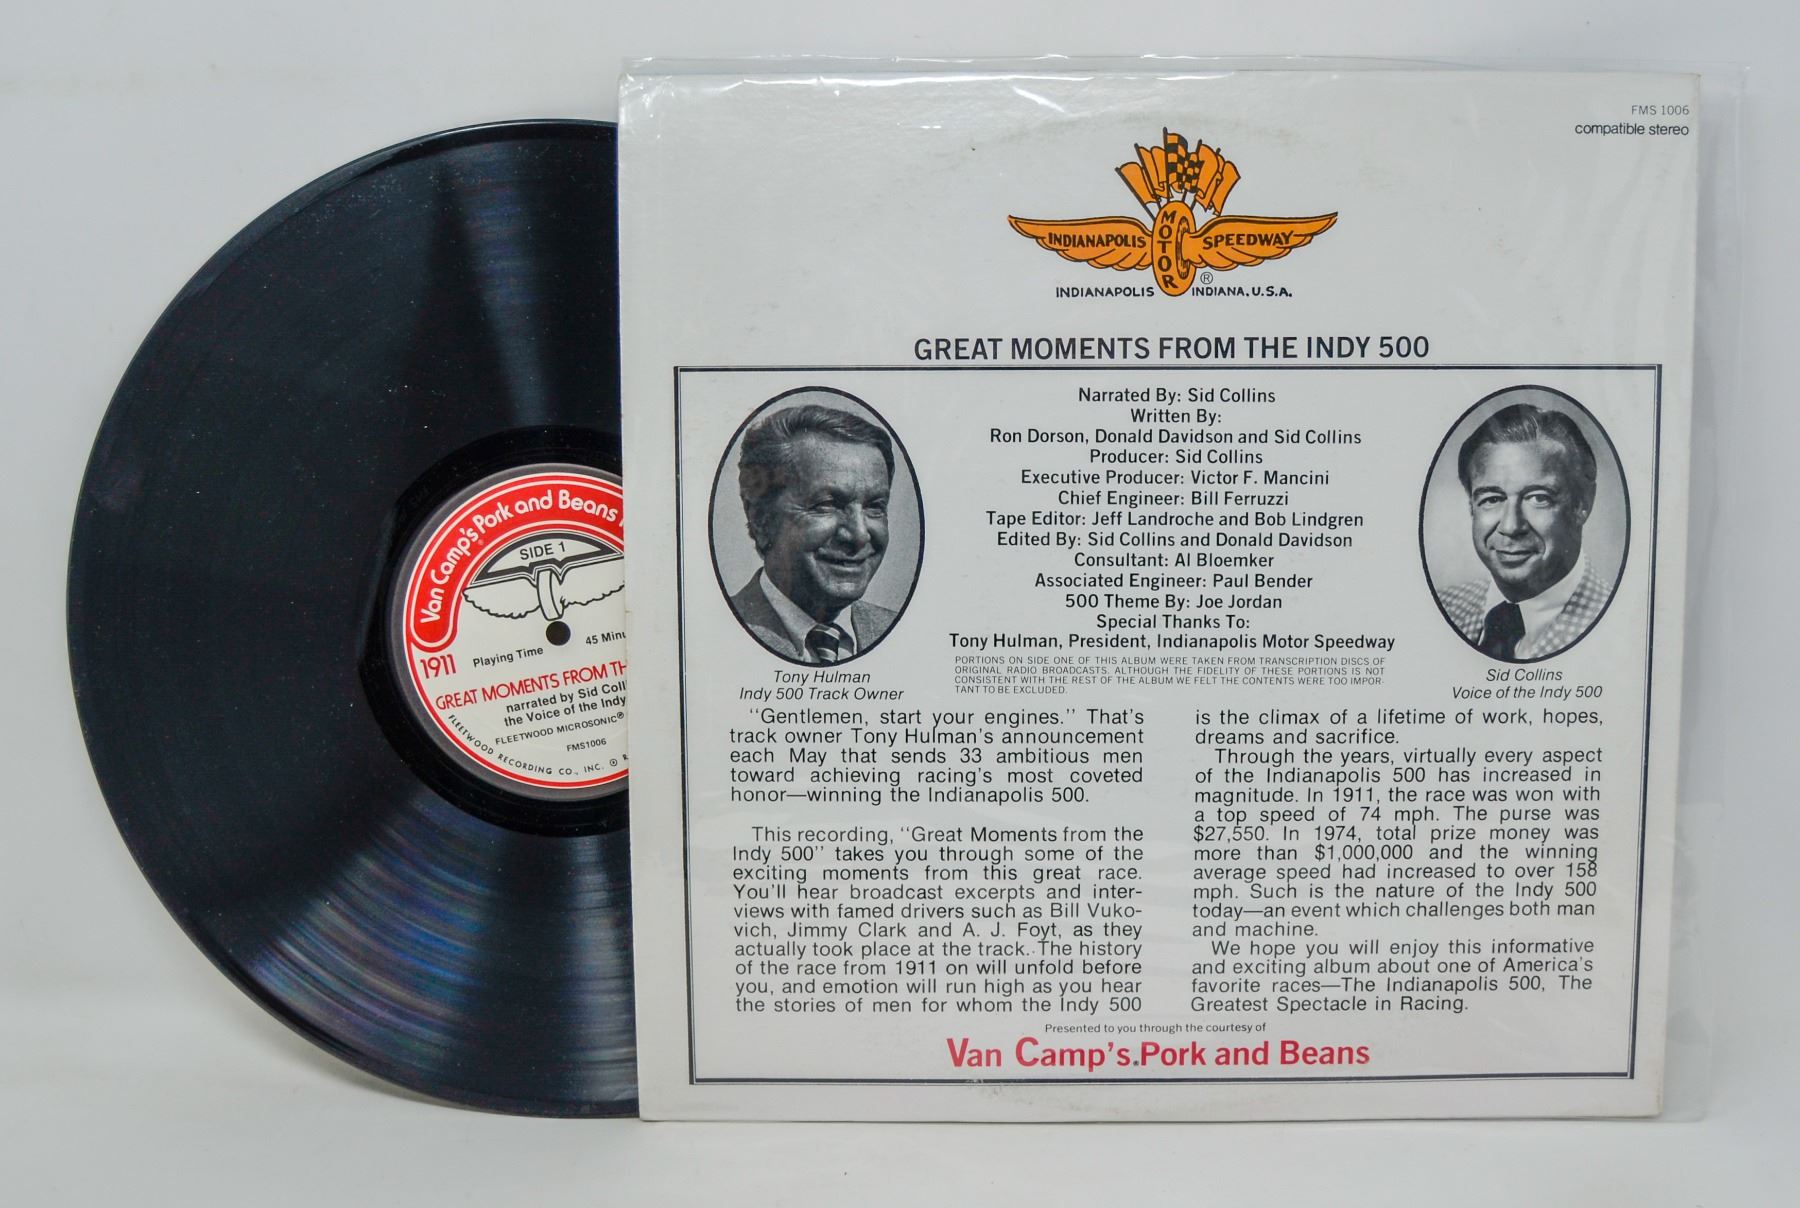 FMS 1006
compatible stereo
INDIANAPOLIS MOTOR SPEEDWAY
®
INDIANAPOLIS INDIANA, U.S.A.
GREAT MOMENTS FROM THE INDY 500
Narrated By: Sid Collins
Written By:
Ron Dorson, Donald Davidson and Sid Collins
Producer: Sid Collins
Executive Producer: Victor F. Mancini
Chief Engineer: Bill Ferruzzi
Tape Editor: Jeff Landroche and Bob Lindgren
Edited By: Sid Collins and Donald Davidson
Consultant: Al Bloemker
Associated Engineer: Paul Bender
500 Theme By: Joe Jordan
Special Thanks To:
Tony Hulman, President, Indianapolis Motor Speedway
PORTIONS ON SIDE ONE OF THIS ALBUM WERE TAKEN FROM TRANSCRIPTION DISCS OF
ORIGINAL RADIO BROADCASTS. ALTHOUGH THE FIDELITY OF THESE PORTIONS IS NOT
CONSISTENT WITH THE REST OF THE ALBUM WE FELT THE CONTENTS WERE TOO IMPOR-
TANT TO BE EXCLUDED.
Tony Hulman
Indy 500 Track Owner
Sid Collins
Voice of the Indy 500
"Gentlemen, start your engines." That's
track owner Tony Hulman's announcement
each May that sends 33 ambitious men
toward achieving racing's most coveted
honor—winning the Indianapolis 500.
This recording, "Great Moments from the
Indy 500" takes you through some of the
exciting moments from this great race.
You'll hear broadcast excerpts and inter-
views with famed drivers such as Bill Vuko-
vich, Jimmy Clark and A. J. Foyt, as they
actually took place at the track. The history
of the race from 1911 on will unfold before
you, and emotion will run high as you hear
the stories of men for whom the Indy 500
is the climax of a lifetime of work, hopes,
dreams and sacrifice.
Through the years, virtually every aspect
of the Indianapolis 500 has increased in
magnitude. In 1911, the race was won with
a top speed of 74 mph. The purse was
$27,550. In 1974, total prize money was
more than $1,000,000 and the winning
average speed had increased to over 158
mph. Such is the nature of the Indy 500
today—an event which challenges both man
and machine.
We hope you will enjoy this informative
and exciting album about one of America's
favorite races—The Indianapolis 500, The
Greatest Spectacle in Racing.
Presented to you through the courtesy of
Van Camp's® Pork and Beans
Van Camp's® Pork and Beans
SIDE 1
Playing Time 45 Minu
1911
GREAT MOMENTS FROM TH
narrated by Sid Coll
the Voice of the Indy
FLEETWOOD MICROSONIC®
FMS1006
FLEETWOOD RECORDING CO., INC. ℗ R